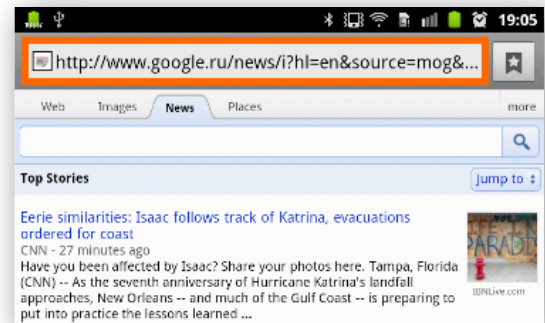 19:05
http://www.google.ru/news/i?hl=en&source=mog&...
Web Images News Places more
Top Stories Jump to
Eerie similarities: Isaac follows track of Katrina, evacuations
ordered for coast
CNN - 27 minutes ago
Have you been affected by Isaac? Share your photos here. Tampa, Florida
(CNN) -- As the seventh anniversary of Hurricane Katrina's landfall
approaches, New Orleans -- and much of the Gulf Coast -- is preparing to
put into practice the lessons learned ...
LIFE IN
PARADIS
IBNLive.com